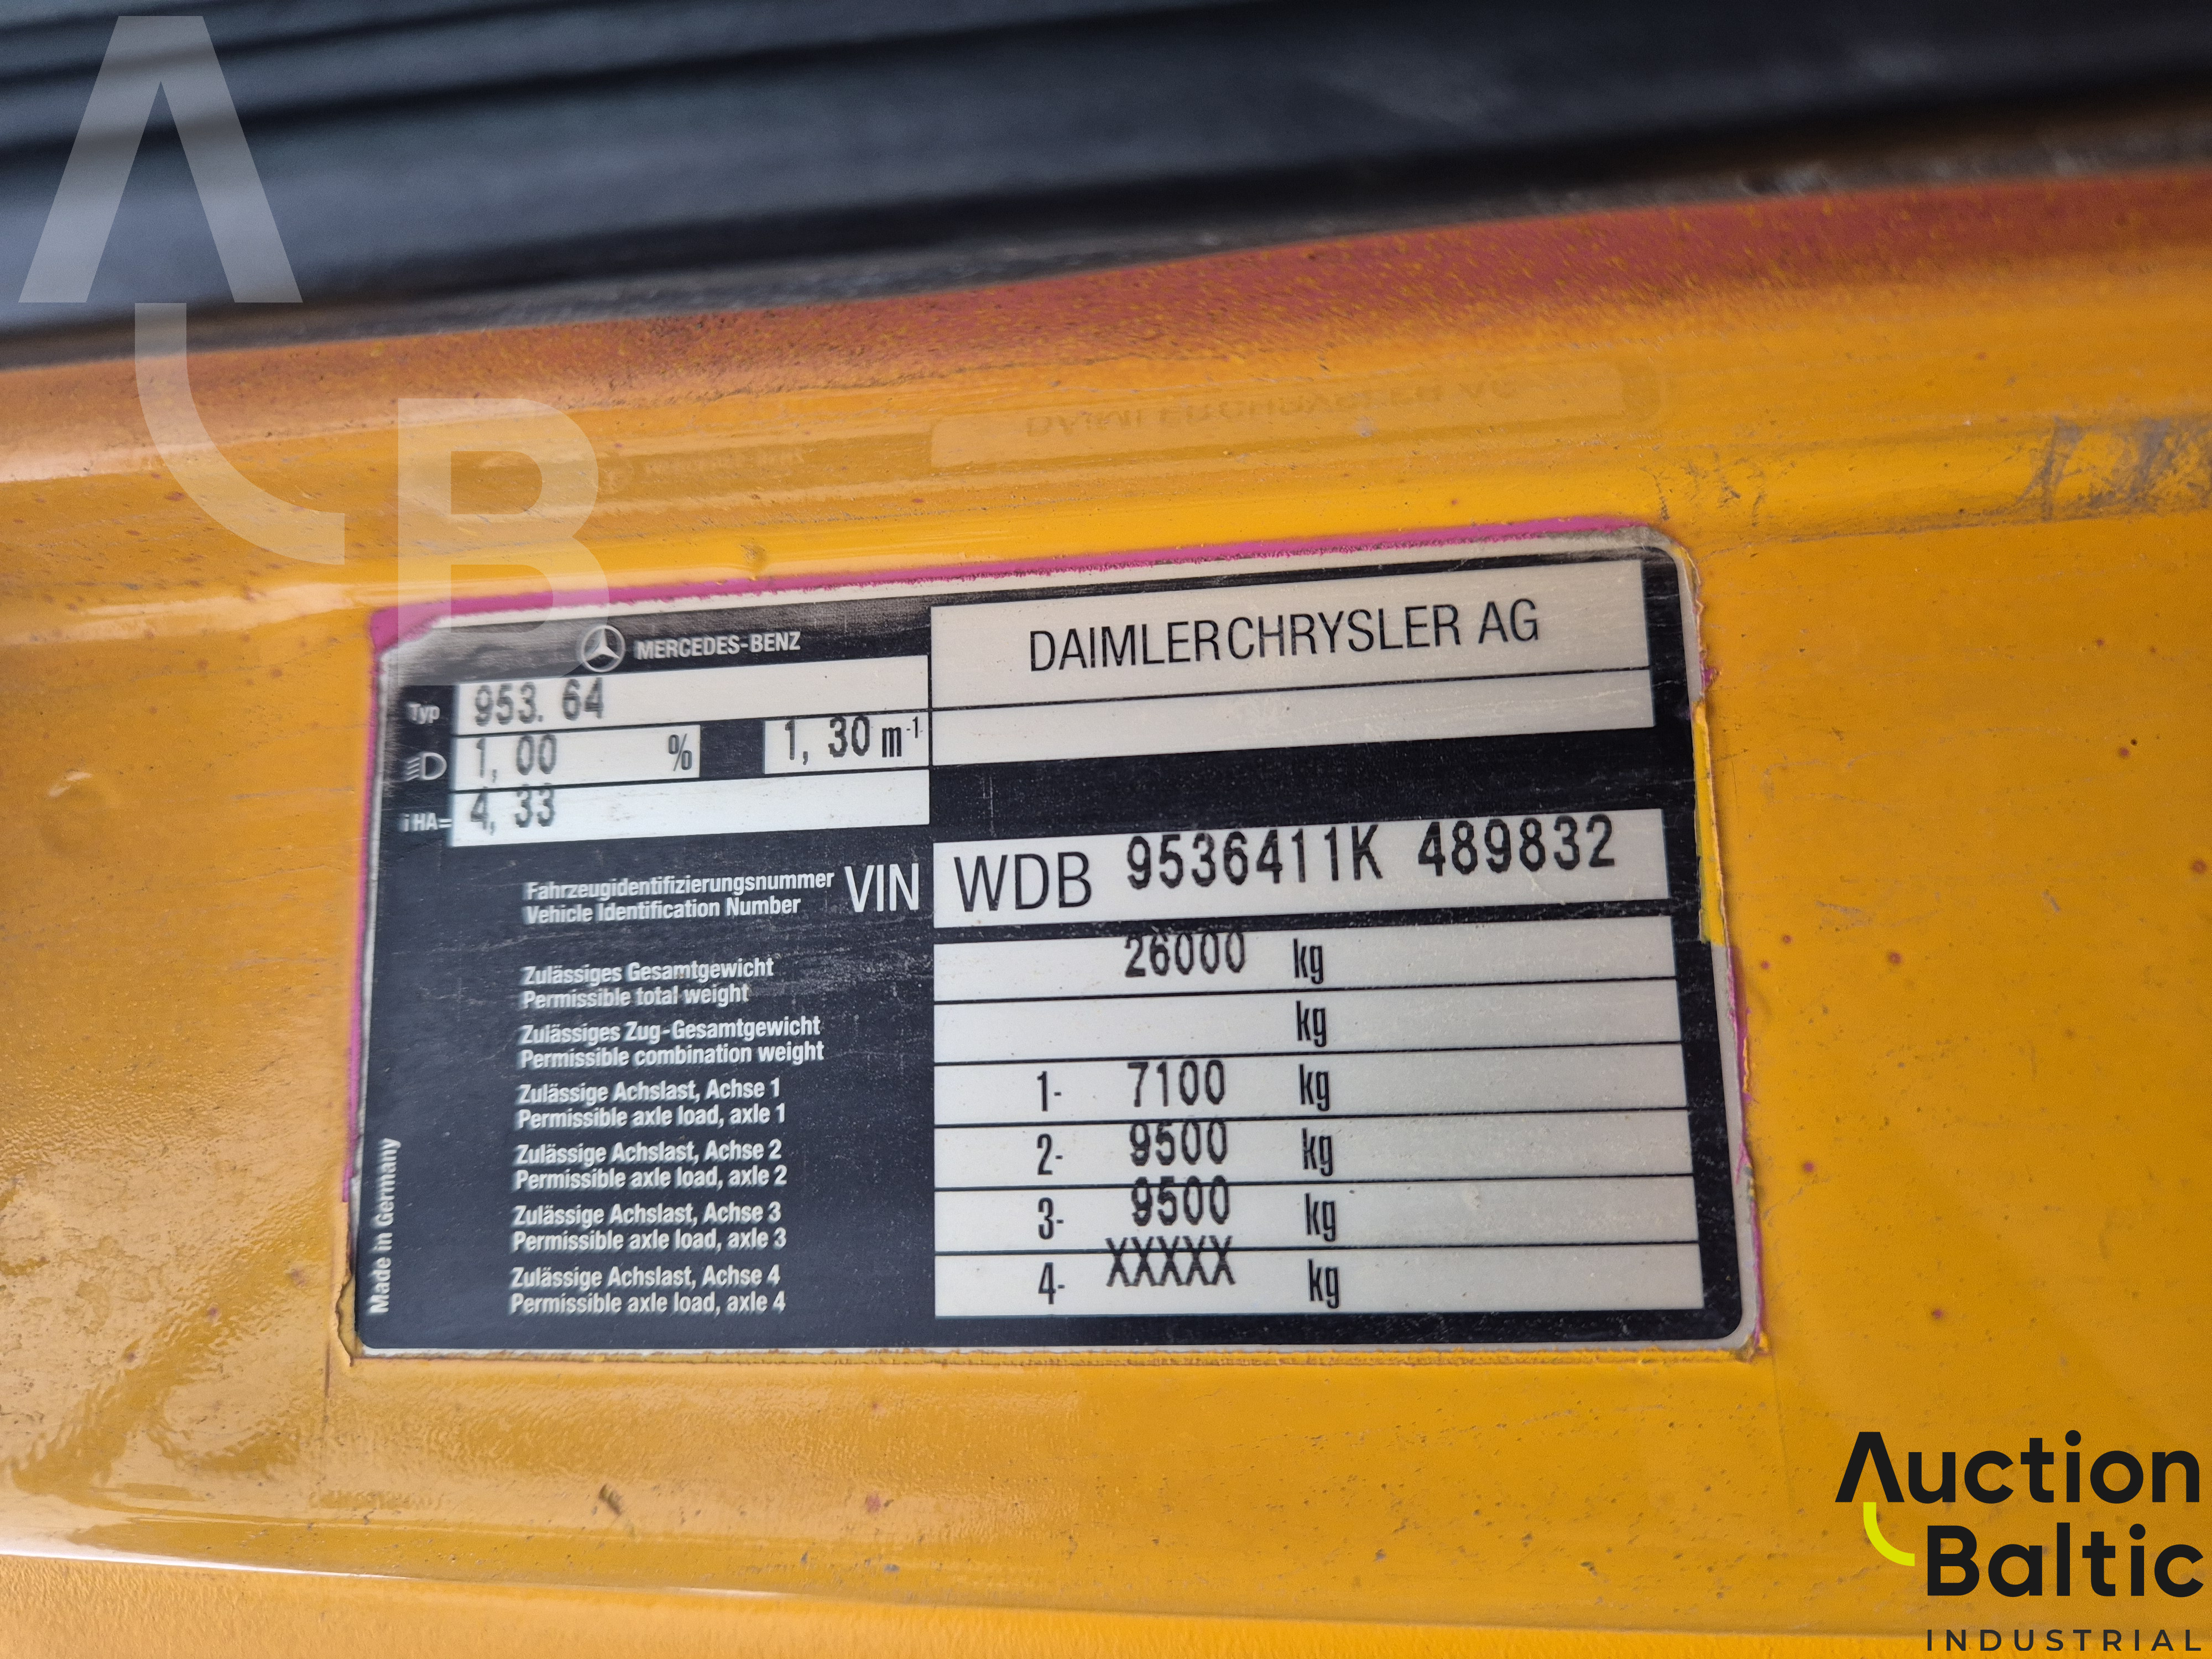 AB
MERCEDES-BENZ
DAIMLERCHRYSLER AG
Typ 953. 64
1, 00 % 1, 30 m-1
iHA= 4, 33
Fahrzeugidentifizierungsnummer
Vehicle Identification Number
VIN WDB 9536411K 489832
Zulässiges Gesamtgewicht
Permissible total weight
26000 kg
Zulässiges Zug-Gesamtgewicht
Permissible combination weight
kg
Zulässige Achslast, Achse 1
Permissible axle load, axle 1
1- 7100 kg
Zulässige Achslast, Achse 2
Permissible axle load, axle 2
2- 9500 kg
Zulässige Achslast, Achse 3
Permissible axle load, axle 3
3- 9500 kg
Zulässige Achslast, Achse 4
Permissible axle load, axle 4
4- XXXXX kg
Made in Germany
Auction
Baltic
INDUSTRIAL